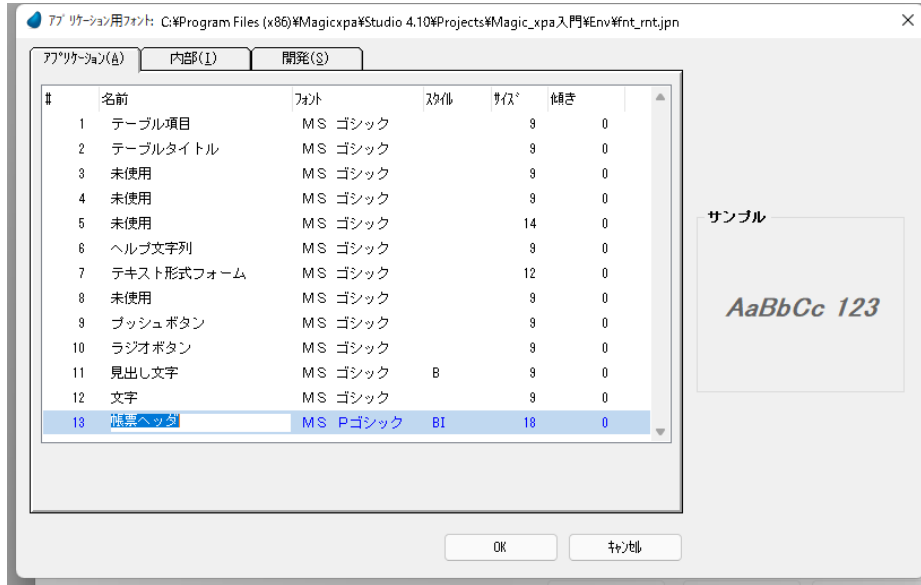 アプリケーション用フォント: C:¥Program Files (x86)¥Magicxpa¥Studio 4.10¥Projects¥Magic_xpa入門¥Env¥fnt_rnt.jpn
アプリケーション(A) 内部(I) 開発(S)
# 名前 フォント スタイル サイズ 傾き
1 テーブル項目 MS ゴシック 9 0
2 テーブルタイトル MS ゴシック 9 0
3 未使用 MS ゴシック 9 0
4 未使用 MS ゴシック 9 0
5 未使用 MS ゴシック 14 0
6 ヘルプ文字列 MS ゴシック 9 0
7 テキスト形式フォーム MS ゴシック 12 0
8 未使用 MS ゴシック 9 0
9 プッシュボタン MS ゴシック 9 0
10 ラジオボタン MS ゴシック 9 0
11 見出し文字 MS ゴシック B 9 0
12 文字 MS ゴシック 9 0
13 帳票ヘッダ MS Pゴシック BI 18 0
サンプル
AaBbCc 123
OK キャンセル